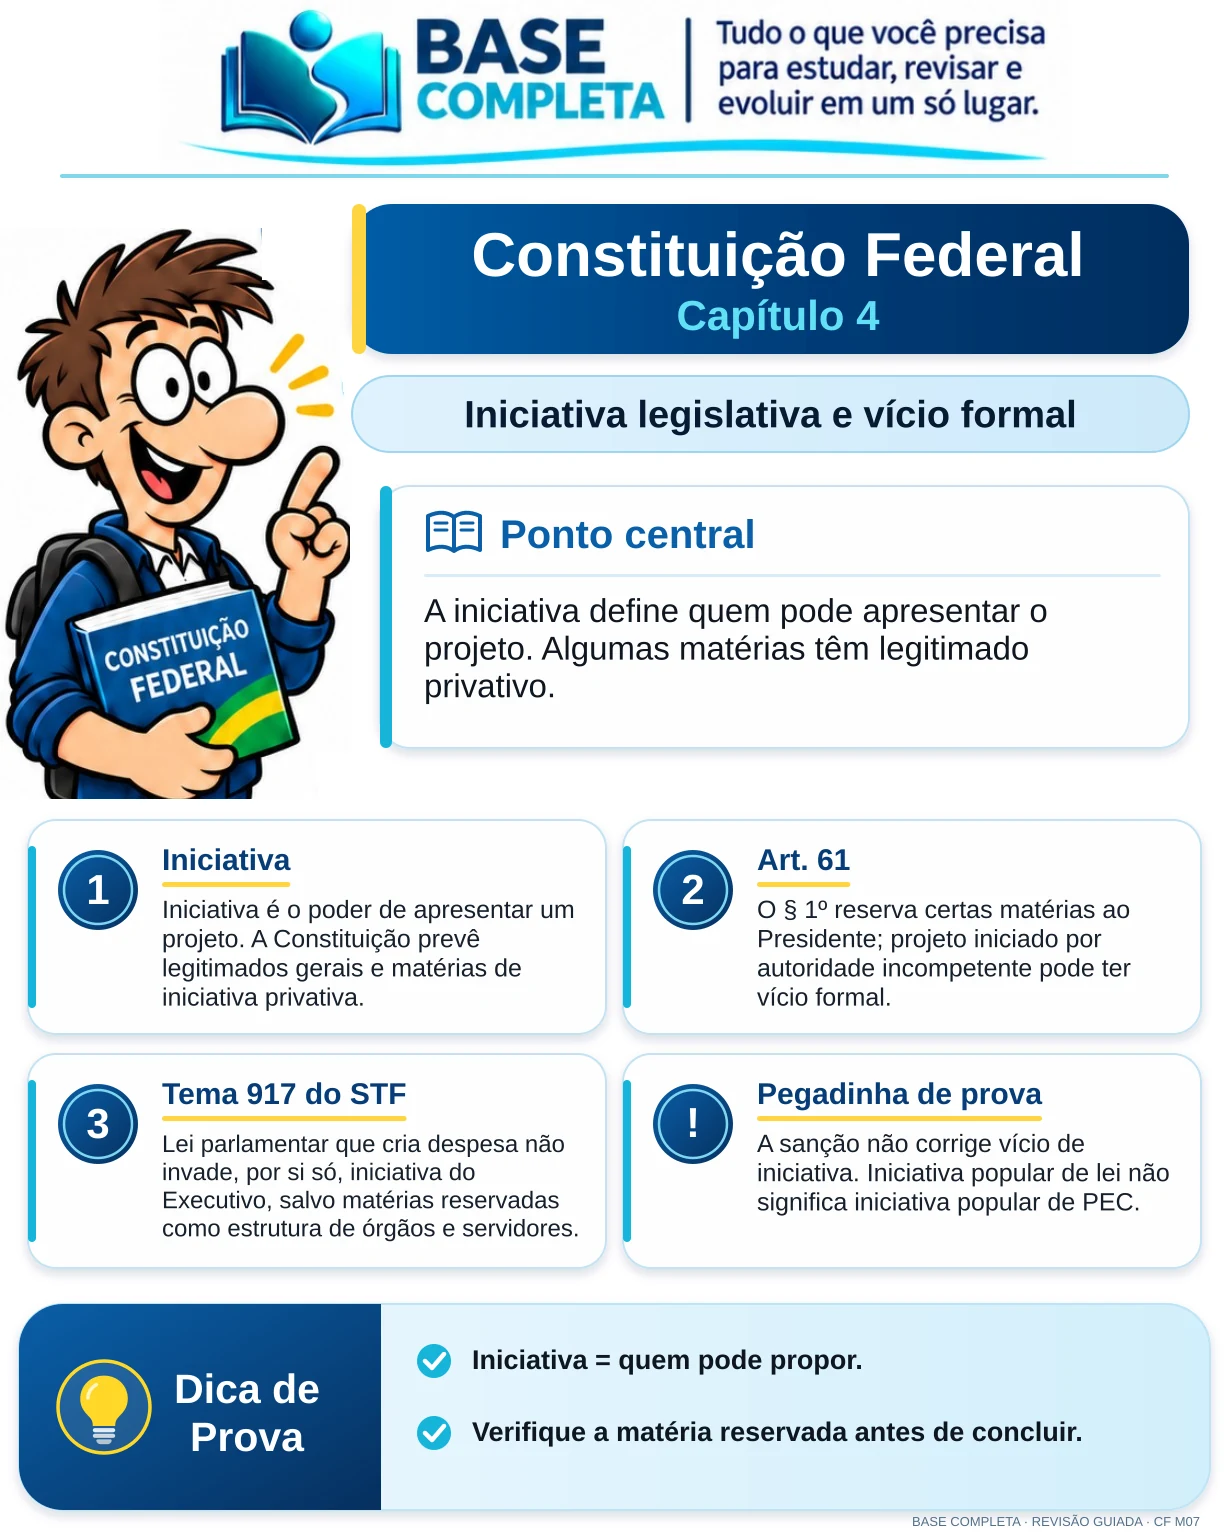 BASE
COMPLETA
Tudo o que você precisa
para estudar, revisar e
evoluir em um só lugar.
Constituição Federal
Capítulo 4
Iniciativa legislativa e vício formal
CONSTITUIÇÃO
FEDERAL
Ponto central
A iniciativa define quem pode apresentar o
projeto. Algumas matérias têm legitimado
privativo.
1
Iniciativa
Iniciativa é o poder de apresentar um
projeto. A Constituição prevê
legitimados gerais e matérias de
iniciativa privativa.
2
Art. 61
O § 1º reserva certas matérias ao
Presidente; projeto iniciado por
autoridade incompetente pode ter
vício formal.
3
Tema 917 do STF
Lei parlamentar que cria despesa não
invade, por si só, iniciativa do
Executivo, salvo matérias reservadas
como estrutura de órgãos e servidores.
!
Pegadinha de prova
A sanção não corrige vício de
iniciativa. Iniciativa popular de lei não
significa iniciativa popular de PEC.
Dica de
Prova
Iniciativa = quem pode propor.
Verifique a matéria reservada antes de concluir.
BASE COMPLETA · REVISÃO GUIADA · CF M07